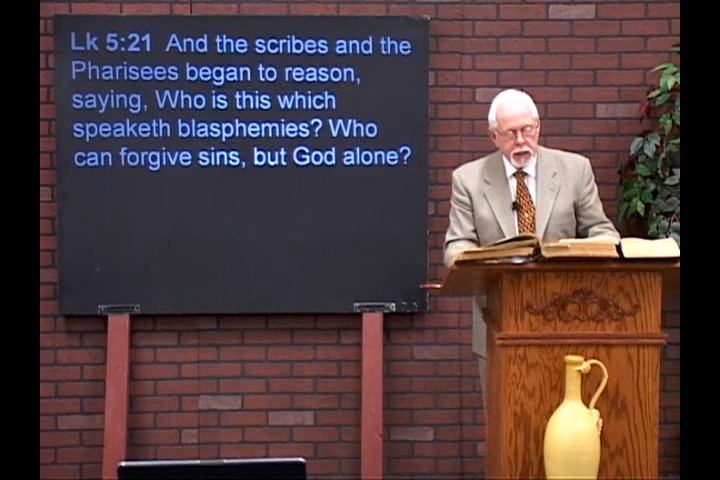 Lk 5:21 And the scribes and the
Pharisees began to reason,
saying, Who is this which
speaketh blasphemies? Who
can forgive sins, but God alone?